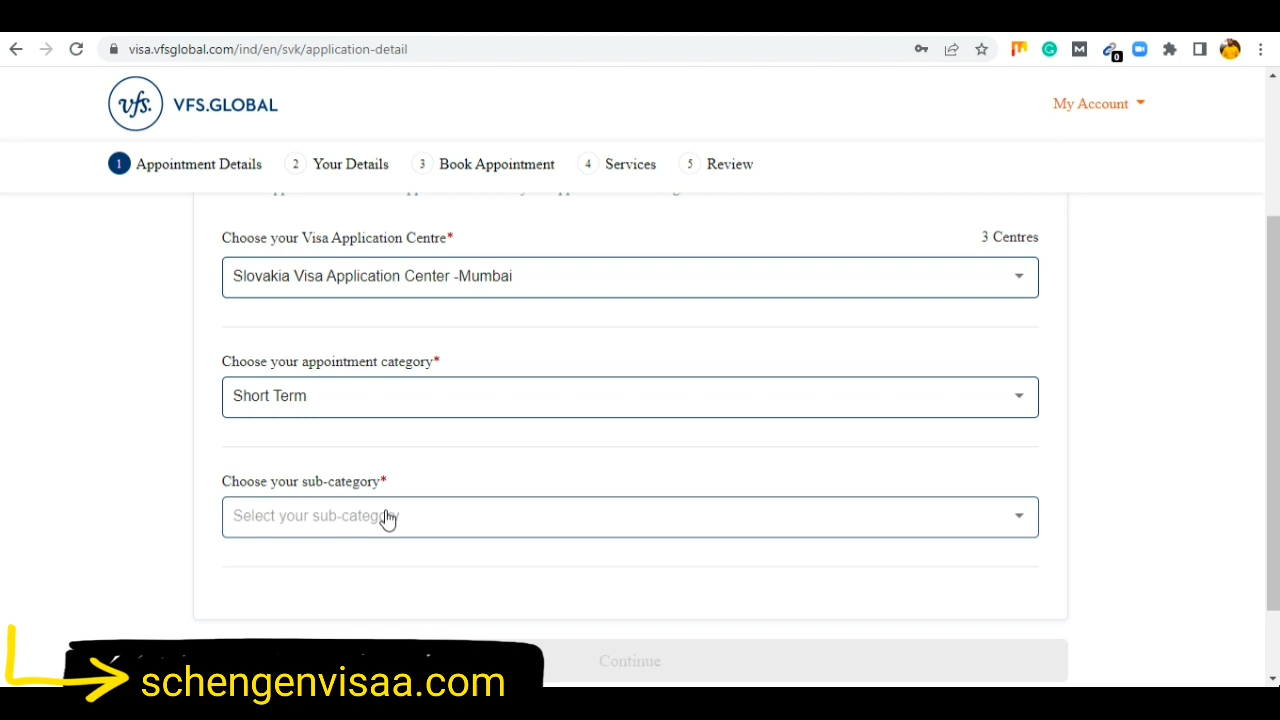 visa.vfsglobal.com/ind/en/svk/application-detail
0
vfs. VFS.GLOBAL
My Account
1 Appointment Details 2 Your Details 3 Book Appointment 4 Services 5 Review
Choose your Visa Application Centre* 3 Centres
Slovakia Visa Application Center -Mumbai
Choose your appointment category*
Short Term
Choose your sub-category*
Select your sub-category
Continue
schengenvisaa.com